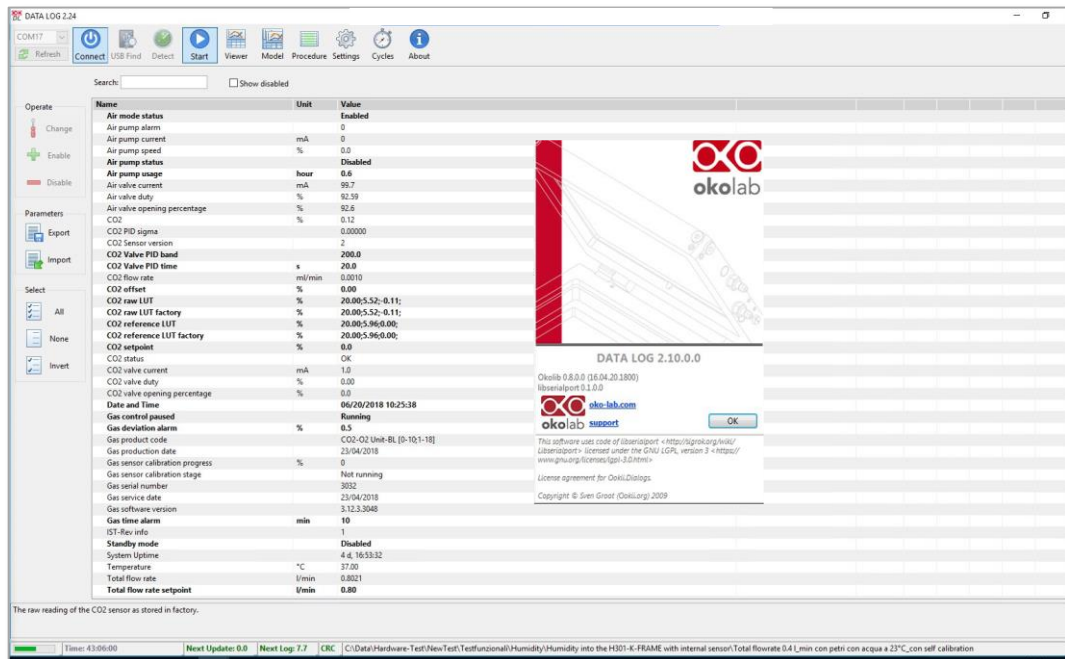 DATA LOG 2.24
COM17
Refresh
Connect USB Find Detect Start Viewer Model Procedure Settings Cycles About
Search: Show disabled
Operate
Change
Enable
Disable
Parameters
Export
Import
Select
All
None
Invert
Name Unit Value
Air mode status Enabled
Air pump alarm 0
Air pump current mA 0
Air pump speed % 0.0
Air pump status Disabled
Air pump usage hour 0.6
Air valve current mA 99.7
Air valve duty % 92.59
Air valve opening percentage % 92.6
CO2 % 0.12
CO2 PID sigma 0.00000
CO2 Sensor version 2
CO2 Valve PID band 200.0
CO2 Valve PID time s 20.0
CO2 flow rate ml/min 0.0010
CO2 offset % 0.00
CO2 raw LUT % 20.00;5.52;-0.11;
CO2 raw LUT factory % 20.00;5.52;-0.11;
CO2 reference LUT % 20.00;5.96;0.00;
CO2 reference LUT factory % 20.00;5.96;0.00;
CO2 setpoint % 0.0
CO2 status OK
CO2 valve current mA 1.0
CO2 valve duty % 0.00
CO2 valve opening percentage % 0.0
Date and Time 06/20/2018 10:25:38
Gas control paused Running
Gas deviation alarm % 0.5
Gas product code CO2-O2 Unit-BL [0-10;1-18]
Gas production date 23/04/2018
Gas sensor calibration progress % 0
Gas sensor calibration stage Not running
Gas serial number 3032
Gas service date 23/04/2018
Gas software version 3.12.3.3048
Gas time alarm min 10
IST-Rev info 1
Standby mode Disabled
System Uptime 4 d, 16:53:32
Temperature °C 37.00
Total flow rate l/min 0.8021
Total flow rate setpoint l/min 0.80
okolab
DATA LOG 2.10.0.0
Okolib 0.8.0.0 (16.04.20.1800)
libserialport 0.1.0.0
oko-lab.com
okolab support
OK
This software uses code of libserialport <http://sigrok.org/wiki/
Libserialport> licensed under the GNU LGPL, version 3 <https://
www.gnu.org/licenses/lgpl-3.0.html>
License agreement for Ookii.Dialogs.
Copyright © Sven Groot (Ookii.org) 2009
The raw reading of the CO2 sensor as stored in factory.
Time: 43:06:00 Next Update: 0.0 Next Log: 7.7 CRC C:\Data\Hardware-Test\NewTest\Testfunzionali\Humidity\Humidity into the H301-K-FRAME with internal sensor\Total flowrate 0.4 l_min con petri con acqua a 23°C_con self calibration